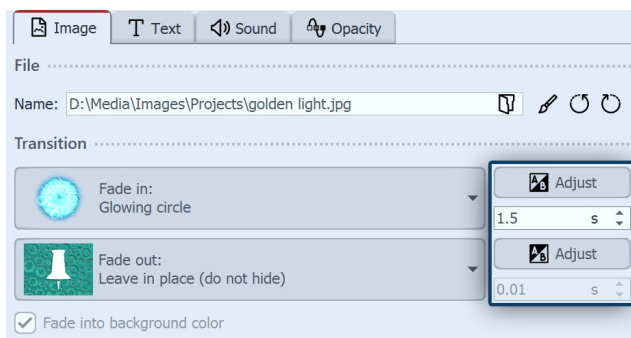 Image Text Sound Opacity
File
Name: D:\Media\Images\Projects\golden light.jpg
Transition
Fade in:
Glowing circle
A B Adjust
1.5 s
Fade out:
Leave in place (do not hide)
A B Adjust
0.01 s
Fade into background color